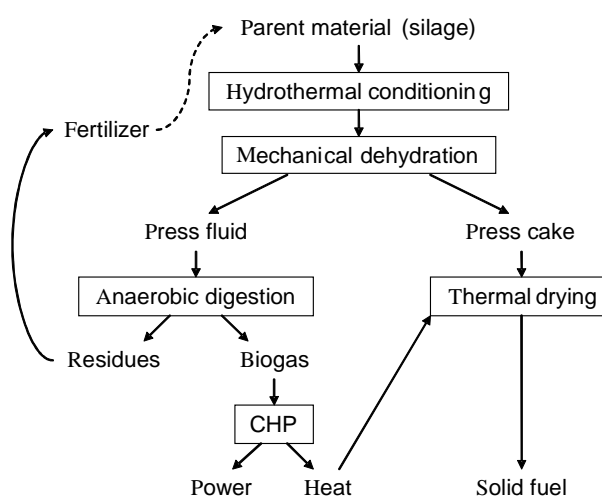 Parent material (silage)
Hydrothermal conditioning
Fertilizer
Mechanical dehydration
Press fluid
Press cake
Anaerobic digestion
Thermal drying
Residues
Biogas
CHP
Power
Heat
Solid fuel